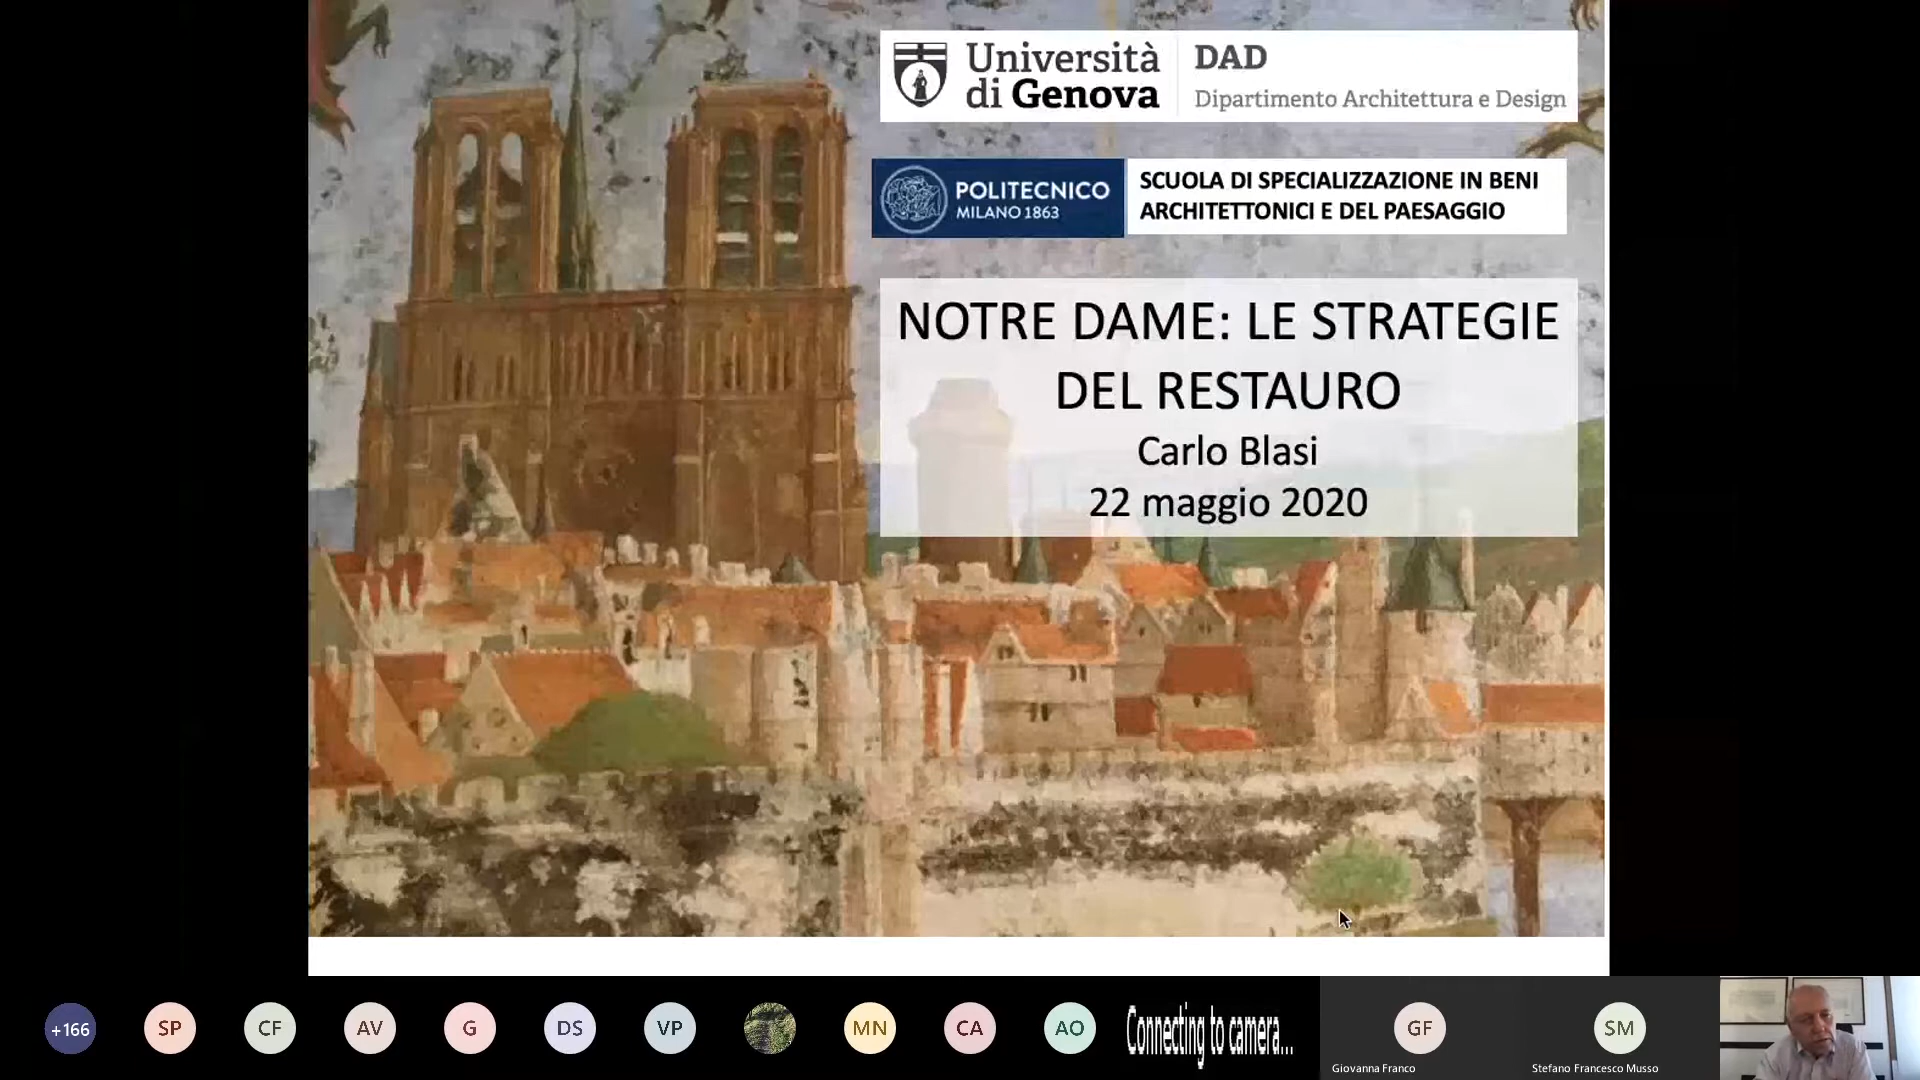 Università
di Genova
DAD
Dipartimento Architettura e Design
POLITECNICO
MILANO 1863
SCUOLA DI SPECIALIZZAZIONE IN BENI
ARCHITETTONICI E DEL PAESAGGIO
NOTRE DAME: LE STRATEGIE
DEL RESTAURO
Carlo Blasi
22 maggio 2020
+166
SP
CF
AV
G
DS
VP
MN
CA
AO
Connecting to camera...
GF
Giovanna Franco
SM
Stefano Francesco Musso